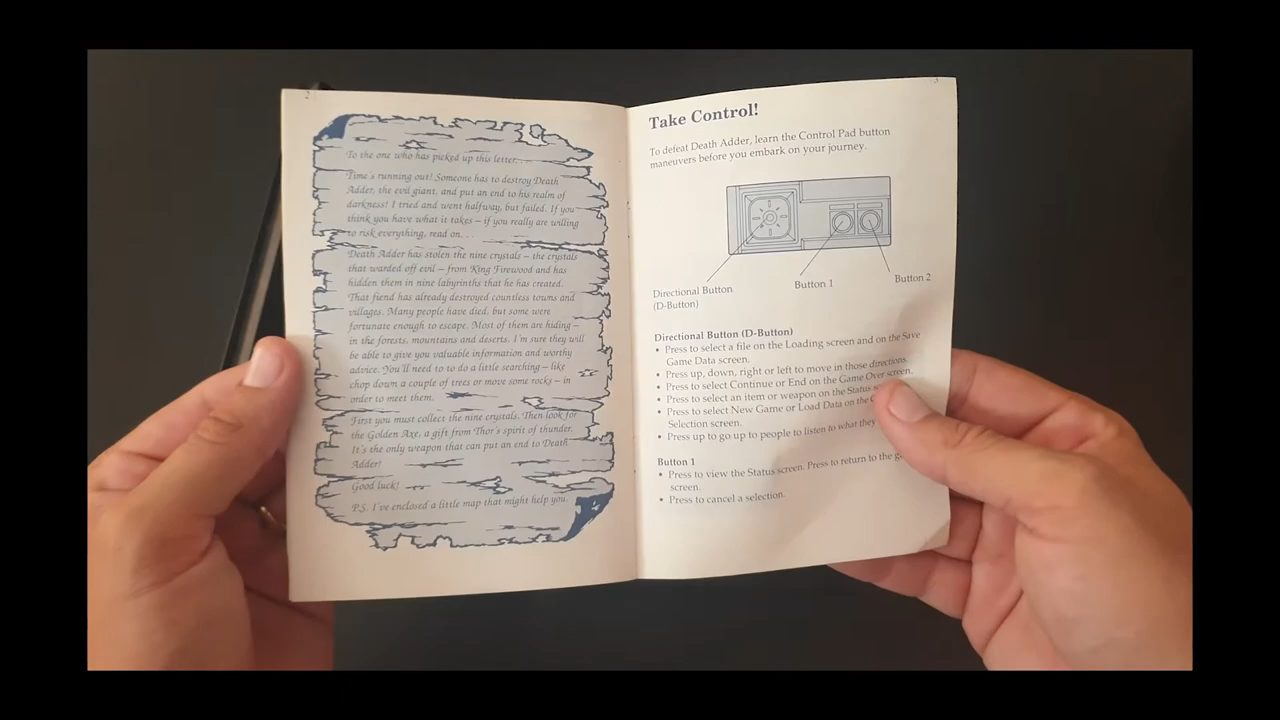 2
To the one who has picked up this letter.
Time's running out! Someone has to destroy Death
Adder, the evil giant, and put an end to his realm of
darkness! I tried and went halfway, but failed. If you
think you have what it takes – if you really are willing
to risk everything, read on. . .
Death Adder has stolen the nine crystals – the crystals
that warded off evil – from King Firewood and has
hidden them in nine labyrinths that he has created.
That fiend has already destroyed countless towns and
villages. Many people have died, but some were
fortunate enough to escape. Most of them are hiding –
in the forests, mountains and deserts. I'm sure they will
be able to give you valuable information and worthy
advice. You'll need to to do a little searching – like
chop down a couple of trees or move some rocks – in
order to meet them.
First you must collect the nine crystals. Then look for
the Golden Axe, a gift from Thor's spirit of thunder.
It's the only weapon that can put an end to Death
Adder!
Good luck!
P.S. I've enclosed a little map that might help you.
Take Control!
To defeat Death Adder, learn the Control Pad button
maneuvers before you embark on your journey.
Directional Button
(D-Button)
Button 1
Button 2
Directional Button (D-Button)
• Press to select a file on the Loading screen and on the Save
Game Data screen.
• Press up, down, right or left to move in those directions.
• Press to select Continue or End on the Game Over screen.
• Press to select an item or weapon on the Status
• Press to select New Game or Load Data on the
Selection screen.
• Press up to go up to people to listen to what they
Button 1
• Press to view the Status screen. Press to return to the
screen.
• Press to cancel a selection.